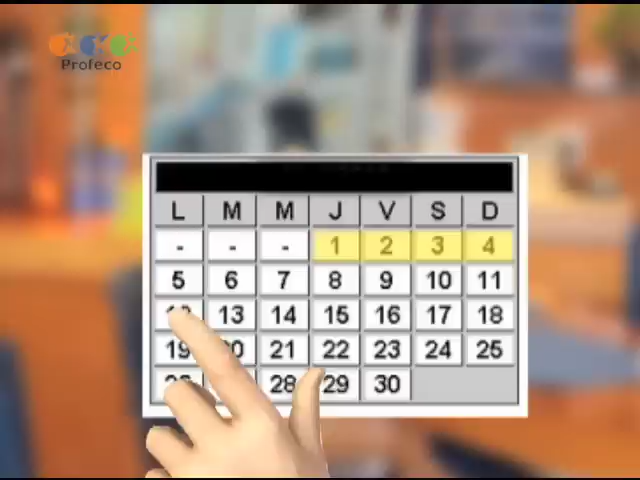 Profeco
L M M J V S D
- - - 1 2 3 4
5 6 7 8 9 10 11
13 14 15 16 17 18
19 21 22 23 24 25
28 29 30